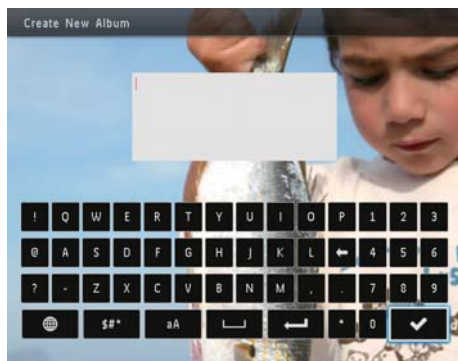 Create New Album
! Q W E R T Y U I O P 1 2 3
@ A S D F G H J K L 4 5 6
? - Z X C V B N M , . 7 8 9
$#* aA * 0